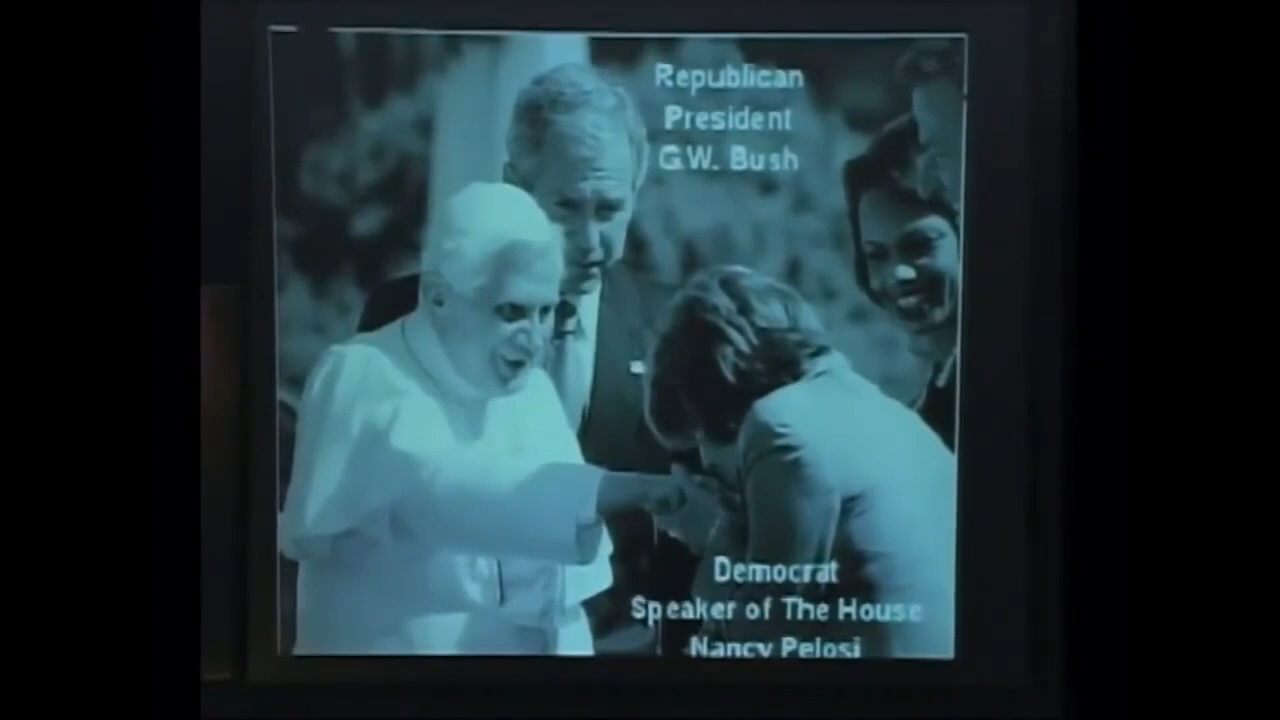 Republican
President
G.W. Bush
Democrat
Speaker of The House
Nancy Pelosi